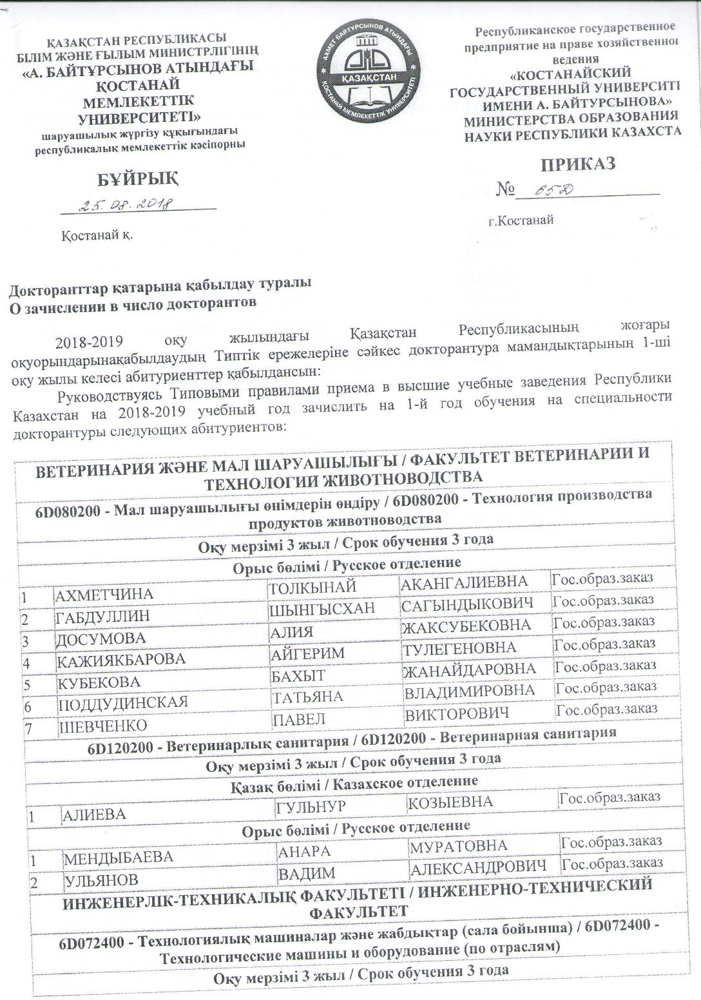 ҚАЗАҚСТАН РЕСПУБЛИКАСЫ
БІЛІМ ЖӘНЕ ҒЫЛЫМ МИНИСТРЛІГІНІҢ
«А. БАЙТҰРСЫНОВ АТЫНДАҒЫ
ҚОСТАНАЙ
МЕМЛЕКЕТТІК
УНИВЕРСИТЕТІ»
шаруашылық жүргізу құқығындағы
республикалық мемлекеттік кәсіпорны
БҰЙРЫҚ
25.08.2018
Қостанай қ.
АХМЕТ БАЙТҰРСЫНОВ АТЫНДАҒЫ
ҚАЗАҚСТАН
ҚОСТАНАЙ МЕМЛЕКЕТТІК УНИВЕРСИТЕТІ
Республиканское государственное
предприятие на праве хозяйственног
ведения
«КОСТАНАЙСКИЙ
ГОСУДАРСТВЕННЫЙ УНИВЕРСИТЕ
ИМЕНИ А. БАЙТУРСЫНОВА»
МИНИСТЕРСТВА ОБРАЗОВАНИЯ
НАУКИ РЕСПУБЛИКИ КАЗАХСТА
ПРИКАЗ
№ 65Д
г.Костанай
Докторанттар қатарына қабылдау туралы
О зачислении в число докторантов
2018-2019 оқу жылындағы Қазақстан Республикасының жоғары
оқуорындарынақабылдаудың Типтік ережелеріне сәйкес докторантура мамандықтарының 1-ші
оқу жылы келесі абитуриенттер қабылдансын:
Руководствуясь Типовыми правилами приема в высшие учебные заведения Республики
Казахстан на 2018-2019 учебный год зачислить на 1-й год обучения на специальности
докторантуры следующих абитуриентов:
ВЕТЕРИНАРИЯ ЖӘНЕ МАЛ ШАРУАШЫЛЫҒЫ / ФАКУЛЬТЕТ ВЕТЕРИНАРИИ И
ТЕХНОЛОГИИ ЖИВОТНОВОДСТВА
6D080200 - Мал шаруашылығы өнімдерін өндіру / 6D080200 - Технология производства
продуктов животноводства
Оқу мерзімі 3 жыл / Срок обучения 3 года
Орыс бөлімі / Русское отделение
1 АХМЕТЧИНА ТОЛКЫНАЙ АКАНГАЛИЕВНА Гос.образ.заказ
2 ГАБДУЛЛИН ШЫНГЫСХАН САГЫНДЫКОВИЧ Гос.образ.заказ
3 ДОСУМОВА АЛИЯ ЖАКСУБЕКОВНА Гос.образ.заказ
4 КАЖИЯКБАРОВА АЙГЕРИМ ТУЛЕГЕНОВНА Гос.образ.заказ
5 КУБЕКОВА БАХЫТ ЖАНАЙДАРОВНА Гос.образ.заказ
6 ПОДДУДИНСКАЯ ТАТЬЯНА ВЛАДИМИРОВНА Гос.образ.заказ
7 ШЕВЧЕНКО ПАВЕЛ ВИКТОРОВИЧ Гос.образ.заказ
6D120200 - Ветеринарлық санитария / 6D120200 - Ветеринарная санитария
Оқу мерзімі 3 жыл / Срок обучения 3 года
Қазақ бөлімі / Казахское отделение
1 АЛИЕВА ГУЛЬНУР КОЗЫЕВНА Гос.образ.заказ
Орыс бөлімі / Русское отделение
1 МЕНДЫБАЕВА АНАРА МУРАТОВНА Гос.образ.заказ
2 УЛЬЯНОВ ВАДИМ АЛЕКСАНДРОВИЧ Гос.образ.заказ
ИНЖЕНЕРЛІК-ТЕХНИКАЛЫҚ ФАКУЛЬТЕТІ / ИНЖЕНЕРНО-ТЕХНИЧЕСКИЙ
ФАКУЛЬТЕТ
6D072400 - Технологиялық машиналар және жабдықтар (сала бойынша) / 6D072400 -
Технологические машины и оборудование (по отраслям)
Оқу мерзімі 3 жыл / Срок обучения 3 года